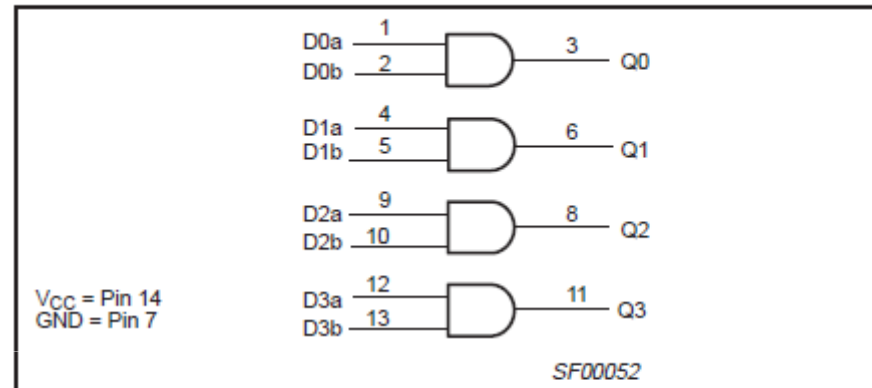 D0a 1
D0b 2
3 Q0
D1a 4
D1b 5
6 Q1
D2a 9
D2b 10
8 Q2
D3a 12
D3b 13
11 Q3
VCC = Pin 14
GND = Pin 7
SF00052